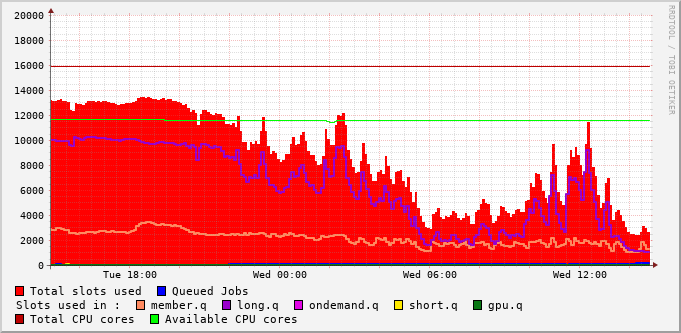 20000
18000
16000
14000
12000
10000
8000
6000
4000
2000
0
Tue 18:00 Wed 00:00 Wed 06:00 Wed 12:00
Total slots used Queued Jobs
Slots used in : member.q long.q ondemand.q short.q gpu.q
Total CPU cores Available CPU cores
RRDTOOL / TOBI OETIKER